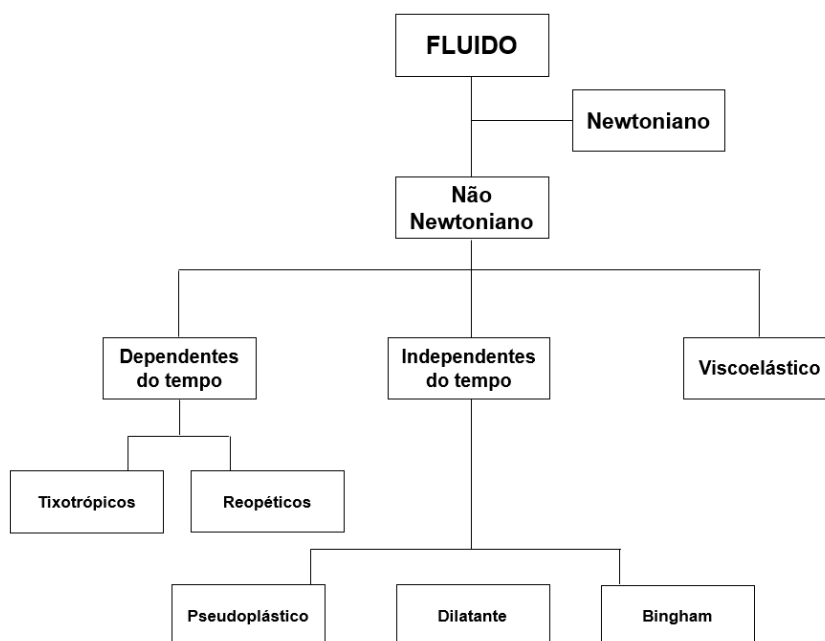 FLUIDO
Newtoniano
Não
Newtoniano
Dependentes
do tempo
Independentes
do tempo
Viscoelástico
Tixotrópicos
Reopéticos
Pseudoplástico
Dilatante
Bingham